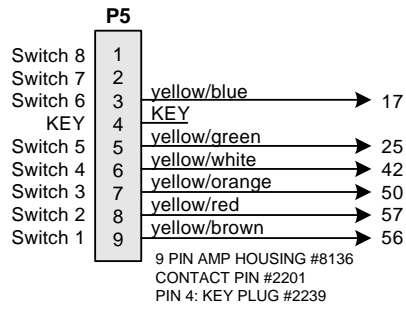 P5
Switch 8 1
Switch 7 2
Switch 6 3 yellow/blue 17
KEY 4 KEY
Switch 5 5 yellow/green 25
Switch 4 6 yellow/white 42
Switch 3 7 yellow/orange 50
Switch 2 8 yellow/red 57
Switch 1 9 yellow/brown 56
9 PIN AMP HOUSING #8136
CONTACT PIN #2201
PIN 4: KEY PLUG #2239